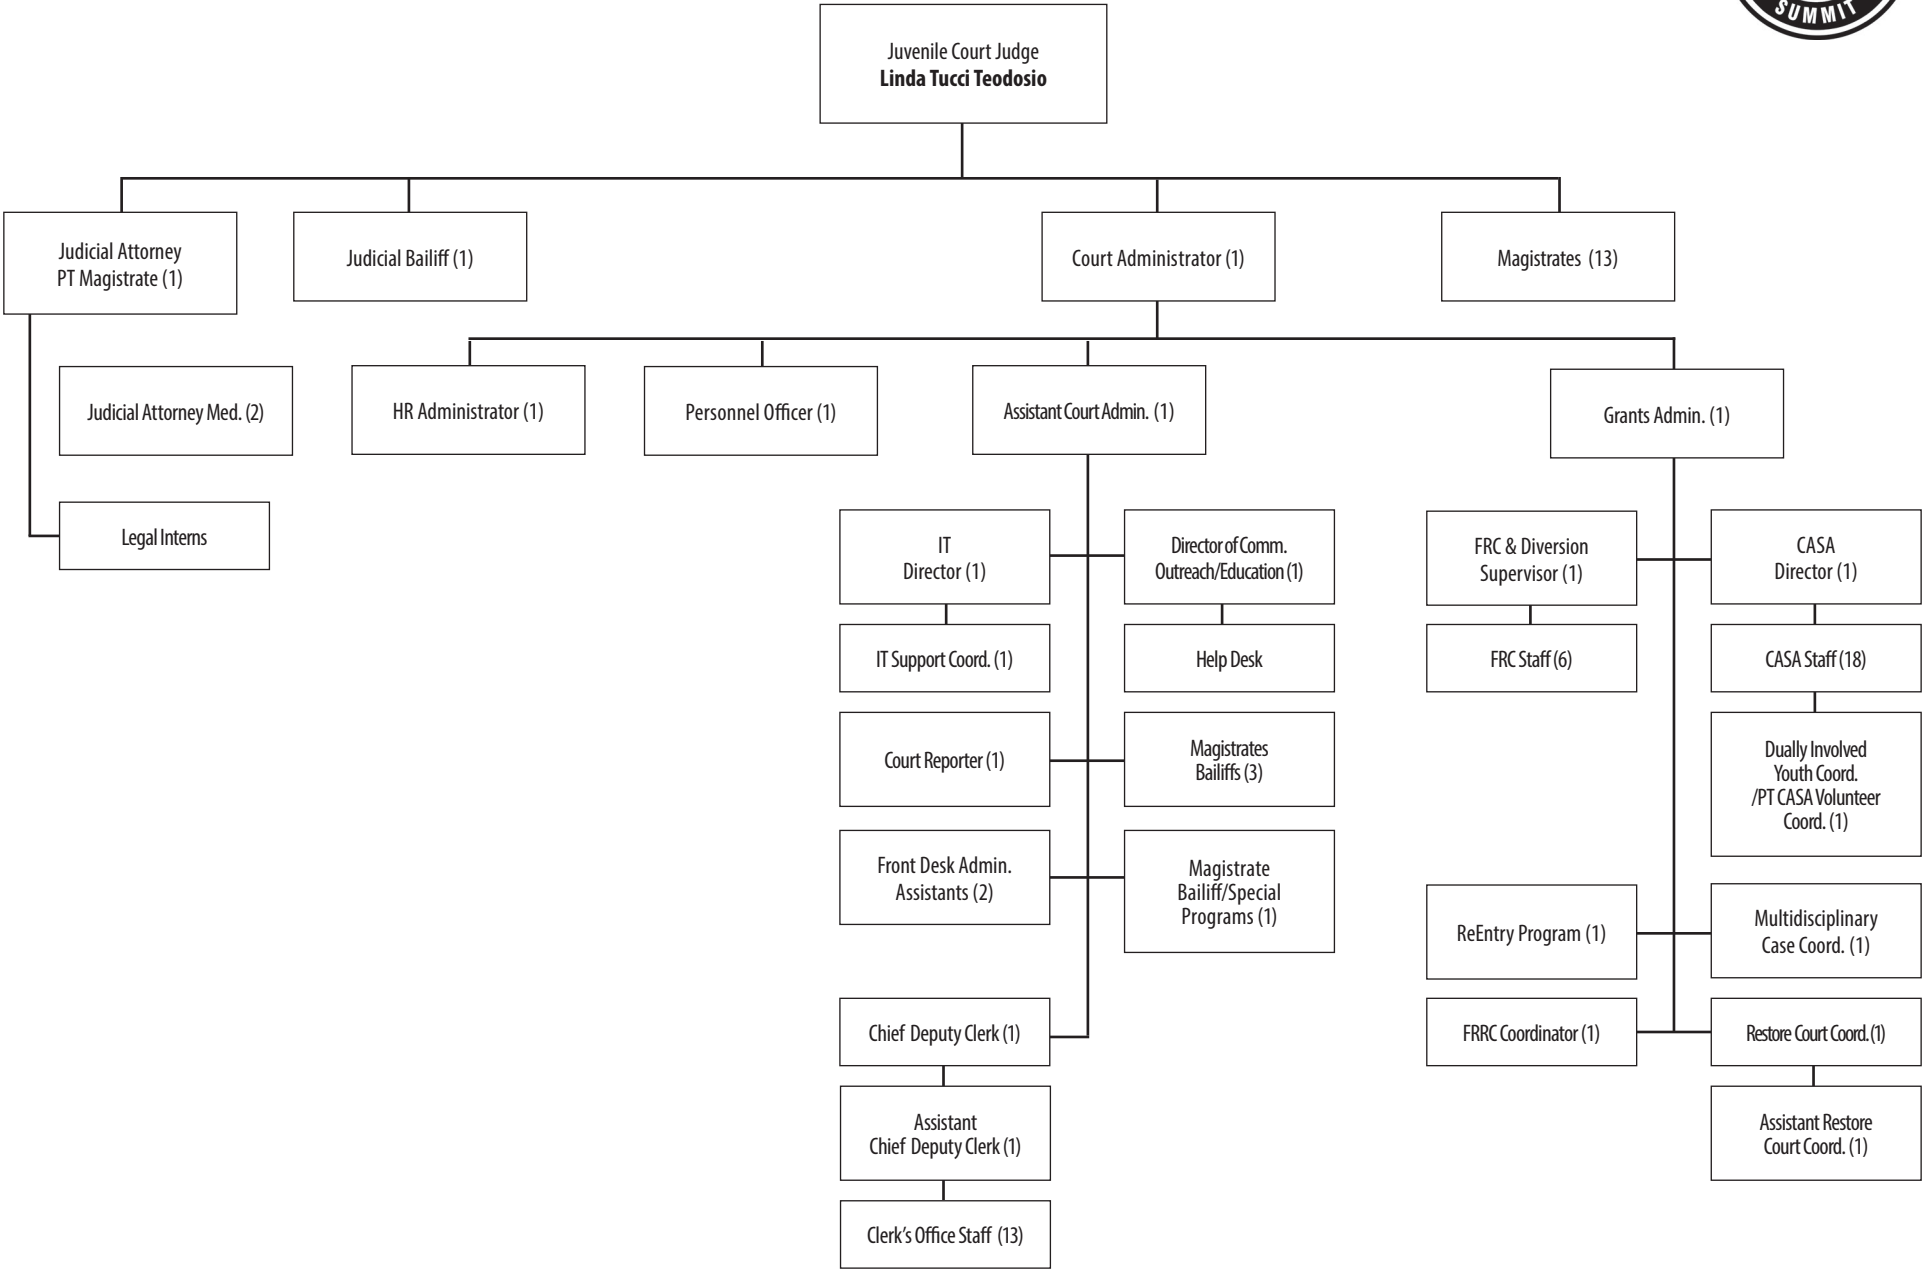 SUMMIT
Juvenile Court Judge
Linda Tucci Teodosio
Judicial Attorney
PT Magistrate (1)
Judicial Bailiff (1)
Court Administrator (1)
Magistrates (13)
Judicial Attorney Med. (2)
HR Administrator (1)
Personnel Officer (1)
Assistant Court Admin. (1)
Grants Admin. (1)
Legal Interns
IT
Director (1)
Director of Comm.
Outreach/Education (1)
FRC & Diversion
Supervisor (1)
CASA
Director (1)
IT Support Coord. (1)
Help Desk
FRC Staff (6)
CASA Staff (18)
Court Reporter (1)
Magistrates
Bailiffs (3)
Dually Involved
Youth Coord.
/PT CASA Volunteer
Coord. (1)
Front Desk Admin.
Assistants (2)
Magistrate
Bailiff/Special
Programs (1)
ReEntry Program (1)
Multidisciplinary
Case Coord. (1)
Chief Deputy Clerk (1)
FRRC Coordinator (1)
Restore Court Coord. (1)
Assistant
Chief Deputy Clerk (1)
Assistant Restore
Court Coord. (1)
Clerk's Office Staff (13)